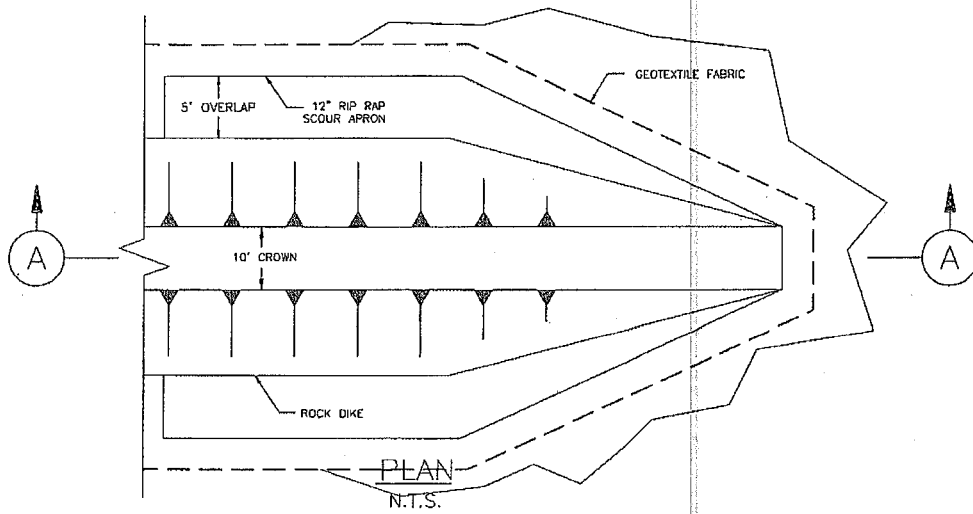 GEOTEXTILE FABRIC
5' OVERLAP
12" RIP RAP
SCOUR APRON
A
A
10' CROWN
ROCK DIKE
PLAN
N.T.S.